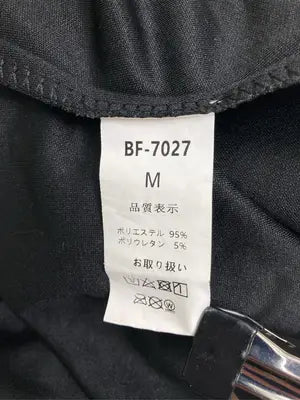 BF-7027
M
品質表示
ポリエステル 95%
ポリウレタン 5%
お取り扱い